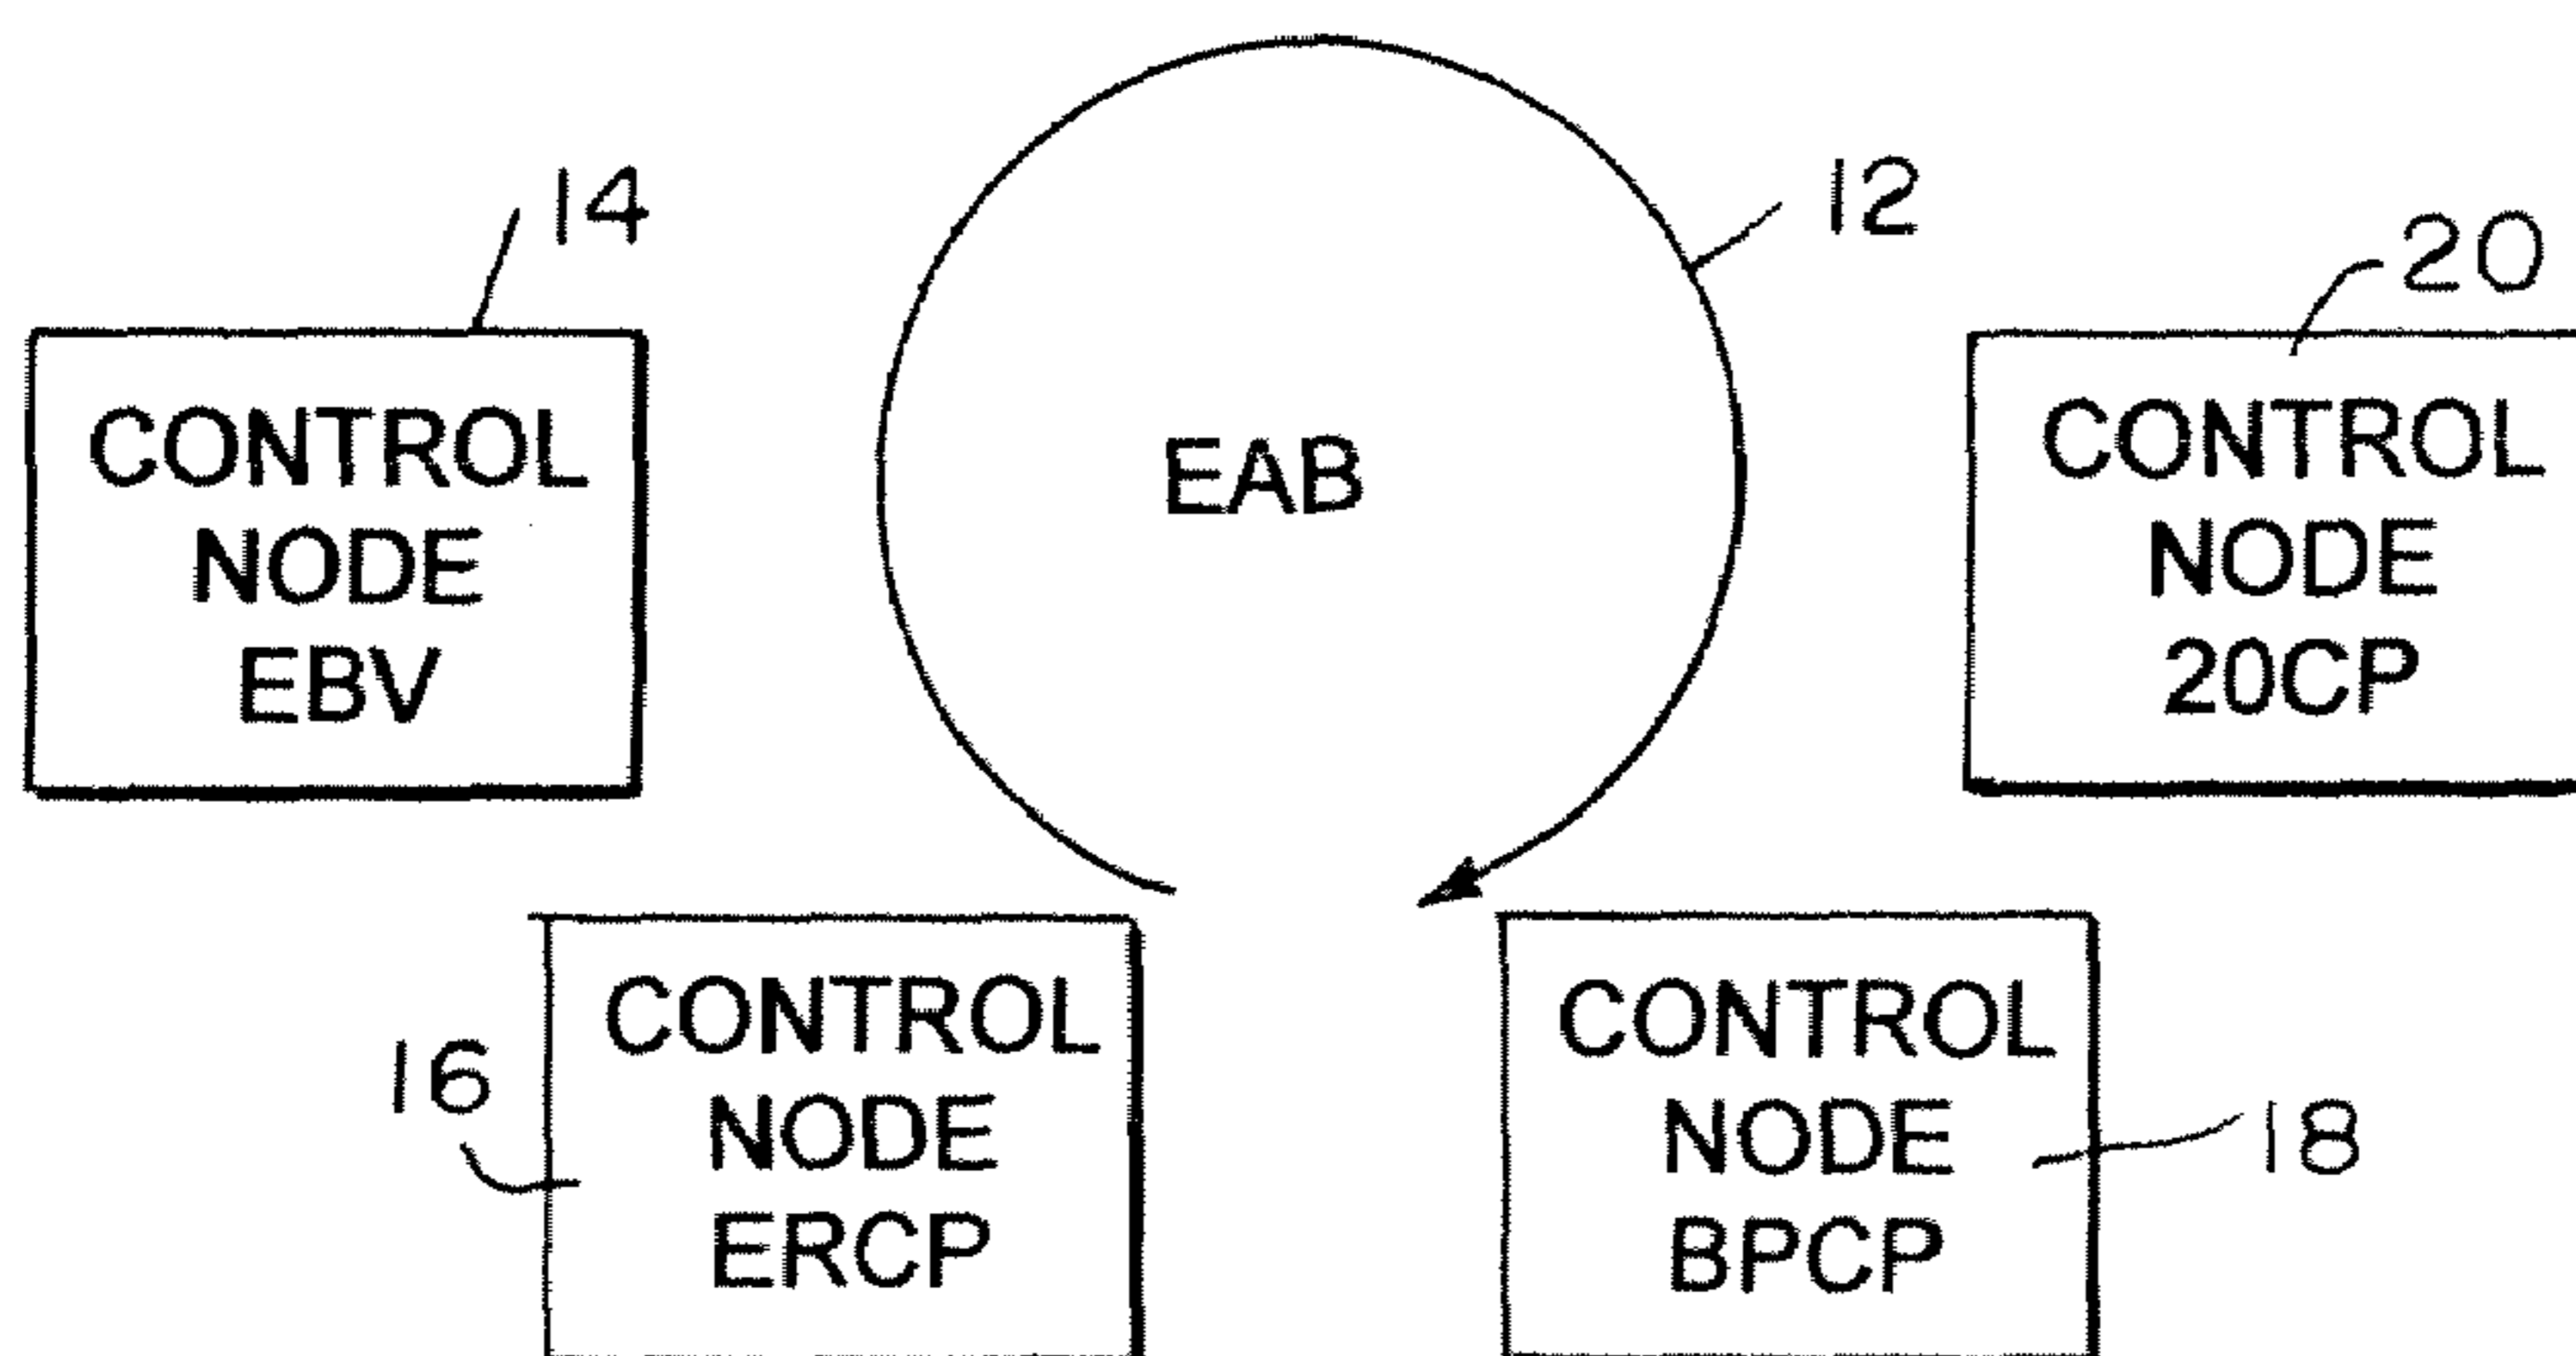 14
12
20
CONTROL
NODE
EBV
EAB
CONTROL
NODE
20CP
16
CONTROL
NODE
ERCP
CONTROL
NODE
BPCP
18